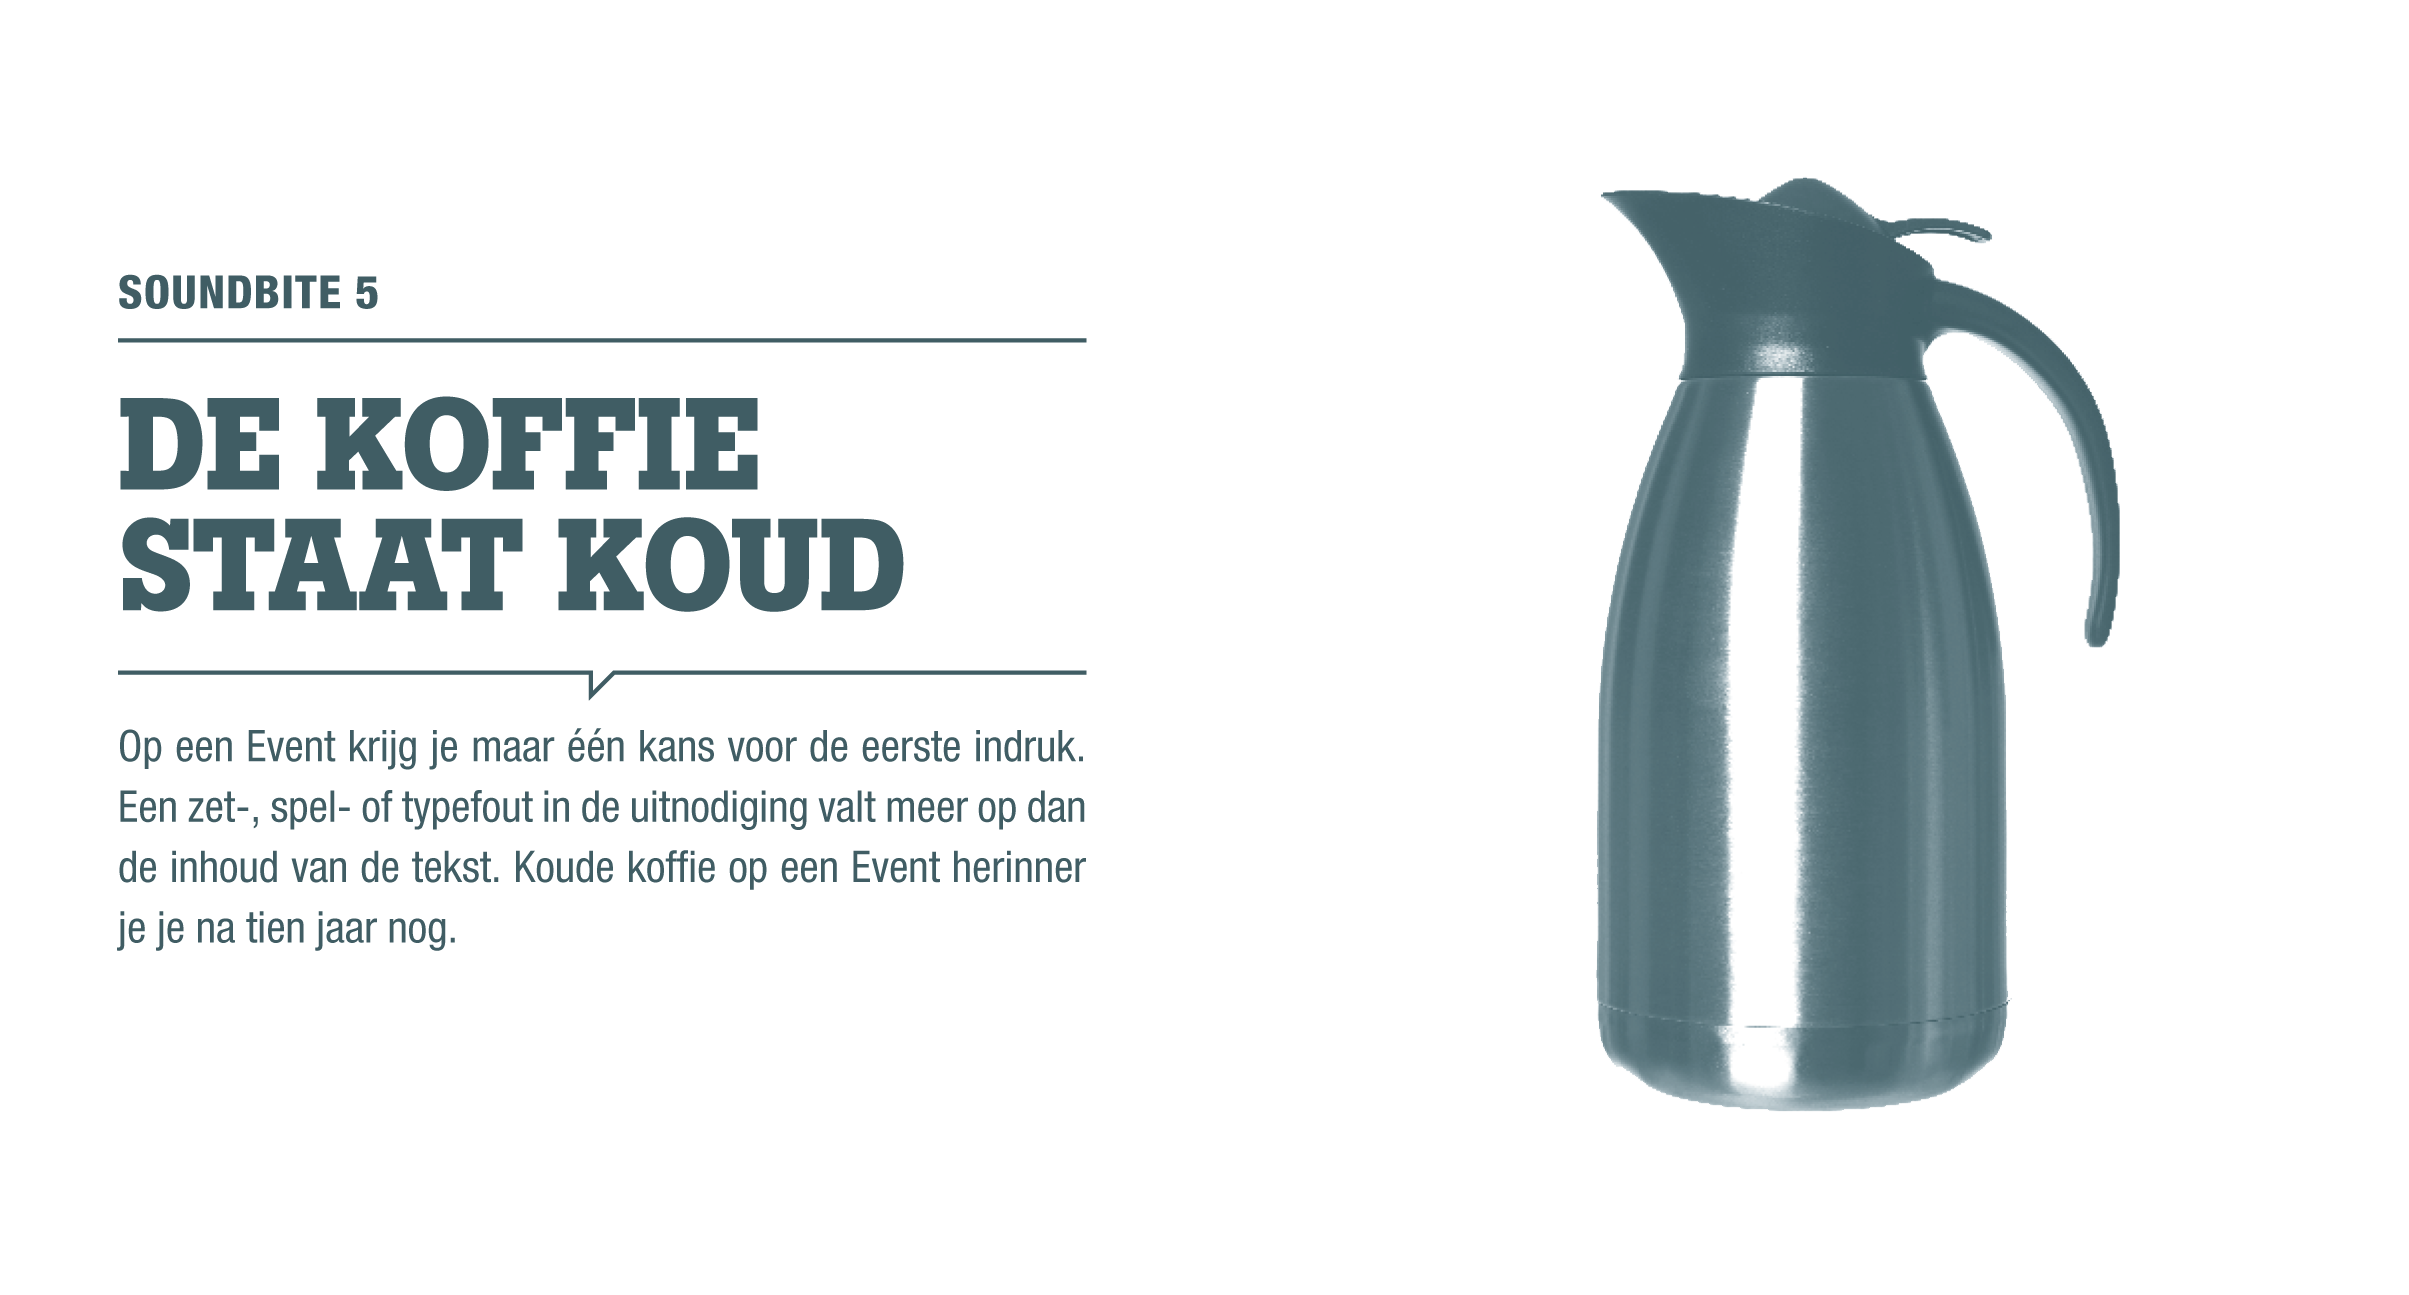 SOUNDBITE 5
DE KOFFIE
STAAT KOUD
Op een Event krijg je maar één kans voor de eerste indruk.
Een zet-, spel- of typefout in de uitnodiging valt meer op dan
de inhoud van de tekst. Koude koffie op een Event herinner
je je na tien jaar nog.